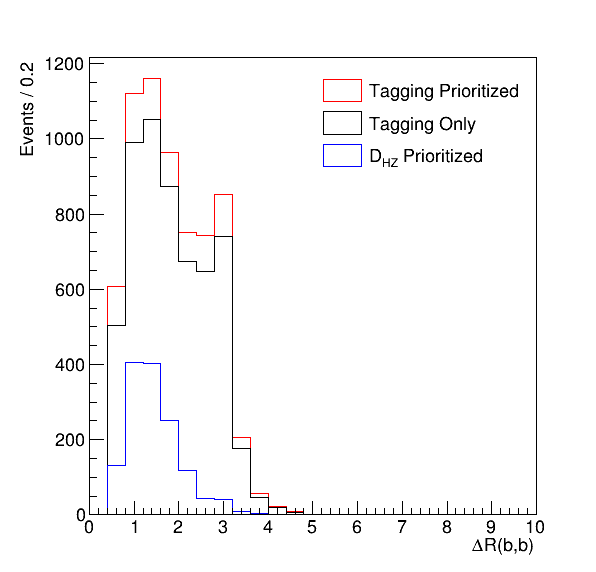 Events / 0.2
1200
1000
800
600
400
200
0
Tagging Prioritized
Tagging Only
D_HZ Prioritized
0 1 2 3 4 5 6 7 8 9 10
ΔR(b,b)